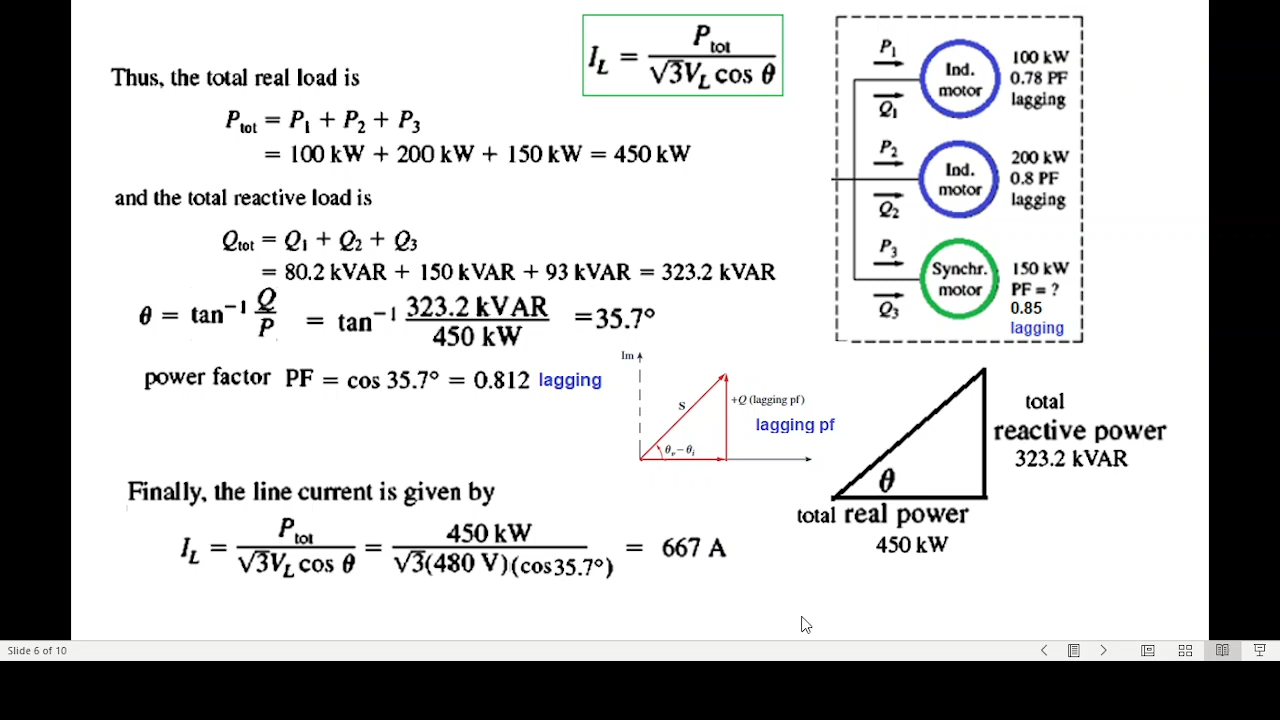 I_L = P_tot / √3V_L cos θ
Thus, the total real load is
P_tot = P_1 + P_2 + P_3
= 100 kW + 200 kW + 150 kW = 450 kW
and the total reactive load is
Q_tot = Q_1 + Q_2 + Q_3
= 80.2 kVAR + 150 kVAR + 93 kVAR = 323.2 kVAR
θ = tan⁻¹ Q / P = tan⁻¹ 323.2 kVAR / 450 kW = 35.7°
power factor PF = cos 35.7° = 0.812 lagging
Finally, the line current is given by
I_L = P_tot / √3V_L cos θ = 450 kW / √3(480 V)(cos35.7°) = 667 A
P_1
Q_1
Ind.
motor
100 kW
0.78 PF
lagging
P_2
Q_2
Ind.
motor
200 kW
0.8 PF
lagging
P_3
Q_3
Synchr.
motor
150 kW
PF = ?
0.85
lagging
Im
S
θ_v − θ_i
+Q (lagging pf)
lagging pf
θ
total
reactive power
323.2 kVAR
total real power
450 kW
Slide 6 of 10